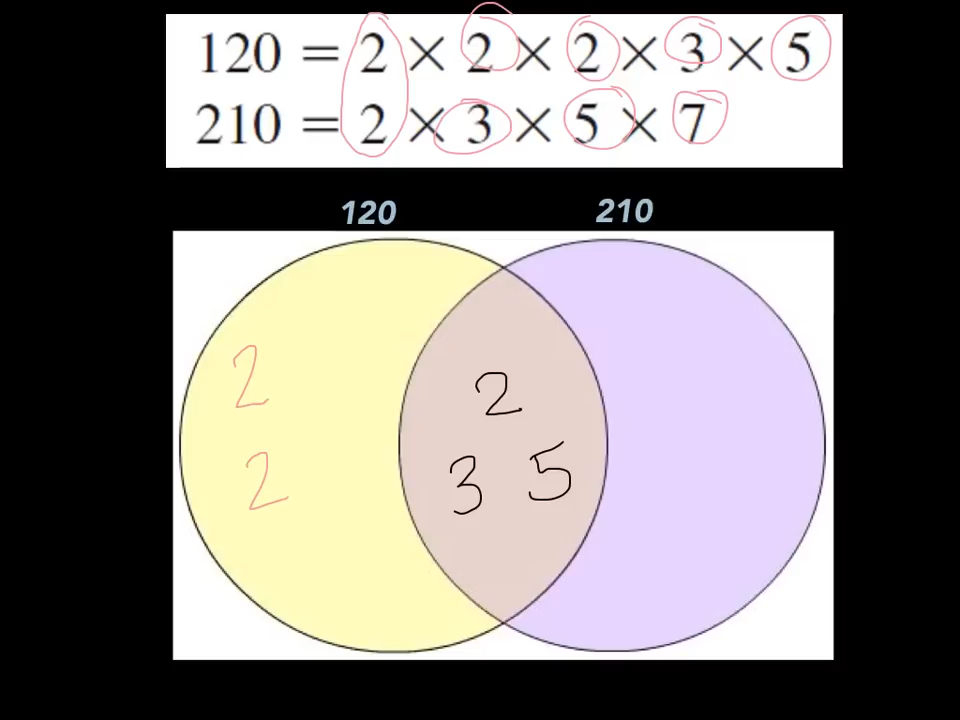 120 = 2 × 2 × 2 × 3 × 5
210 = 2 × 3 × 5 × 7
120 210
2
2
2
3 5